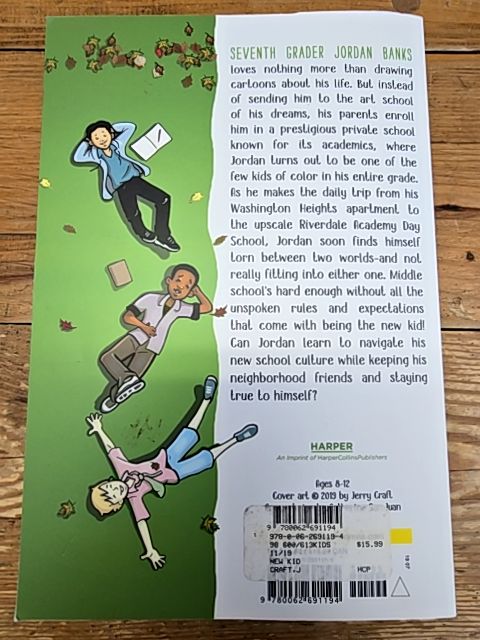 SEVENTH GRADER JORDAN BANKS
loves nothing more than drawing
cartoons about his life. But instead
of sending him to the art school
of his dreams, his parents enroll
him in a prestigious private school
known for its academics, where
Jordan turns out to be one of the
few kids of color in his entire grade.
As he makes the daily trip from his
Washington Heights apartment to
the upscale Riverdale Academy Day
School, Jordan soon finds himself
torn between two worlds-and not
really fitting into either one. Middle
school's hard enough without all the
unspoken rules and expectations
that come with being the new kid!
Can Jordan learn to navigate his
new school culture while keeping his
neighborhood friends and staying
true to himself?
HARPER
An Imprint of HarperCollinsPublishers
Ages 8-12
Cover art © 2019 by Jerry Craft
9 780062 691194
978-0-06-269119-4
98 600/613KIDS $15.99
11/19
NEW KID
CRAFT.J HCP
9 780062 691194